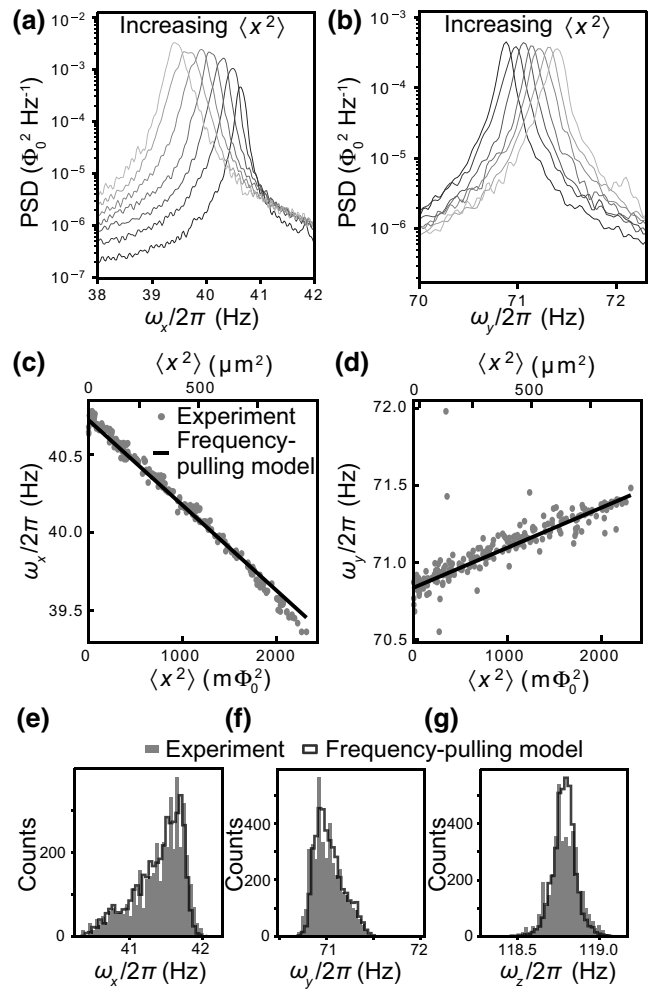 (a)
Increasing ⟨x²⟩
PSD (Φ₀² Hz⁻¹)
10⁻²
10⁻³
10⁻⁴
10⁻⁵
10⁻⁶
10⁻⁷
38 39 40 41 42
ωₓ/2π (Hz)
(b)
Increasing ⟨x²⟩
PSD (Φ₀² Hz⁻¹)
10⁻³
10⁻⁴
10⁻⁵
10⁻⁶
70 71 72
ω_y/2π (Hz)
(c)
⟨x²⟩ (μm²)
0 500
Experiment
Frequency-
pulling model
ωₓ/2π (Hz)
40.5
40.0
39.5
0 1000 2000
⟨x²⟩ (mΦ₀²)
(d)
⟨x²⟩ (μm²)
0 500
ω_y/2π (Hz)
72.0
71.5
71.0
70.5
0 1000 2000
⟨x²⟩ (mΦ₀²)
(e) (f) (g)
Experiment Frequency-pulling model
Counts
200
0
41 42
ωₓ/2π (Hz)
Counts
400
200
0
71 72
ω_y/2π (Hz)
Counts
400
200
0
118.5 119.0
ω_z/2π (Hz)